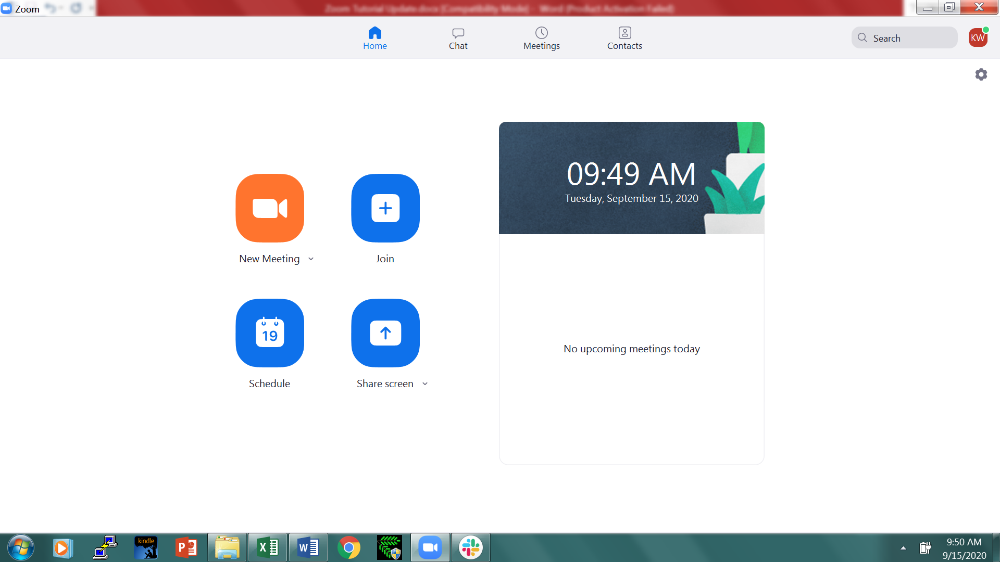 Zoom
Zoom Tutorial Update.docx [Compatibility Mode] - Word (Product Activation Failed)
Home
Chat
Meetings
Contacts
Search
KW
09:49 AM
Tuesday, September 15, 2020
New Meeting
Join
19
Schedule
Share screen
No upcoming meetings today
kindle
P
X
W
9:50 AM
9/15/2020